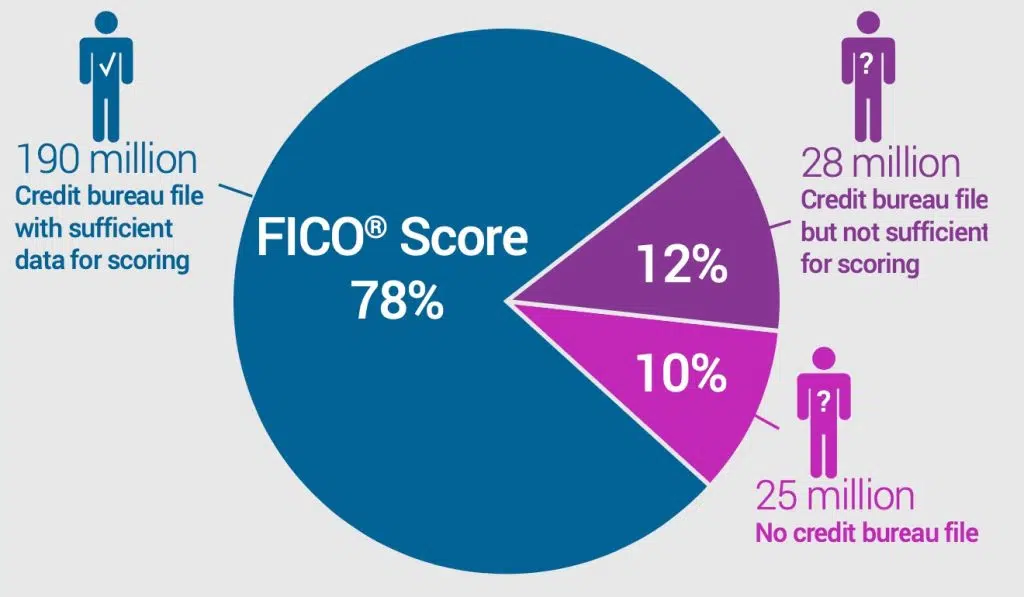 √
190 million
Credit bureau file
with sufficient
data for scoring
FICO® Score
78%
?
28 million
Credit bureau file
but not sufficient
for scoring
12%
10%
?
25 million
No credit bureau file